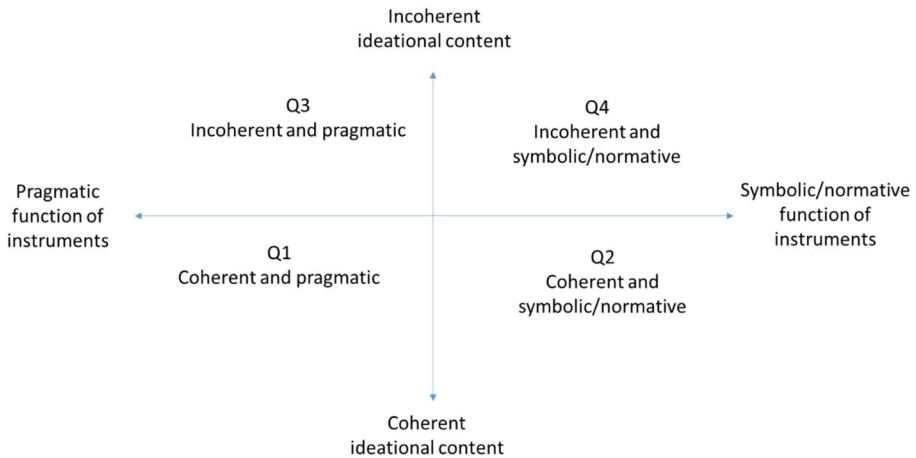 Incoherent
ideational content
Q3
Incoherent and pragmatic
Q4
Incoherent and
symbolic/normative
Pragmatic
function of
instruments
Symbolic/normative
function of
instruments
Q1
Coherent and pragmatic
Q2
Coherent and
symbolic/normative
Coherent
ideational content